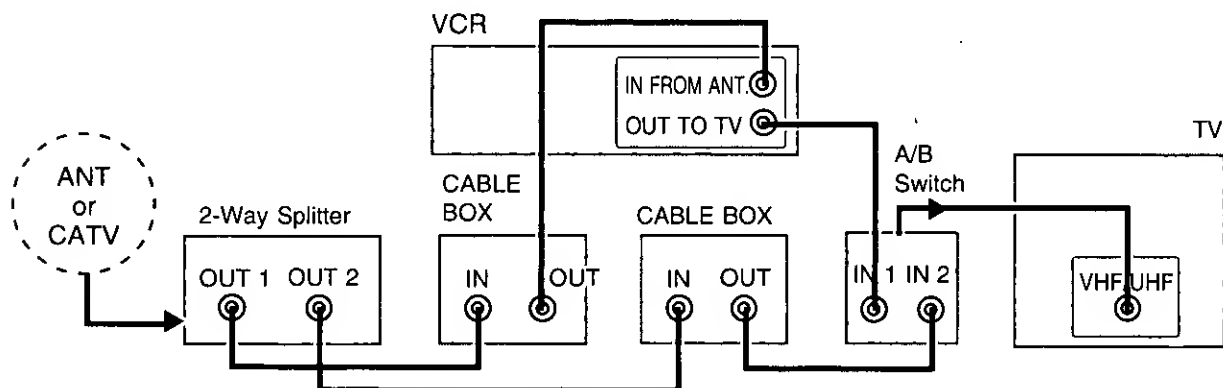 VCR
IN FROM ANT.
OUT TO TV
TV
A/B
Switch
ANT
or
CATV
2-Way Splitter
CABLE
BOX
CABLE BOX
OUT 1 OUT 2
IN OUT
IN OUT
IN 1 IN 2
VHF/UHF